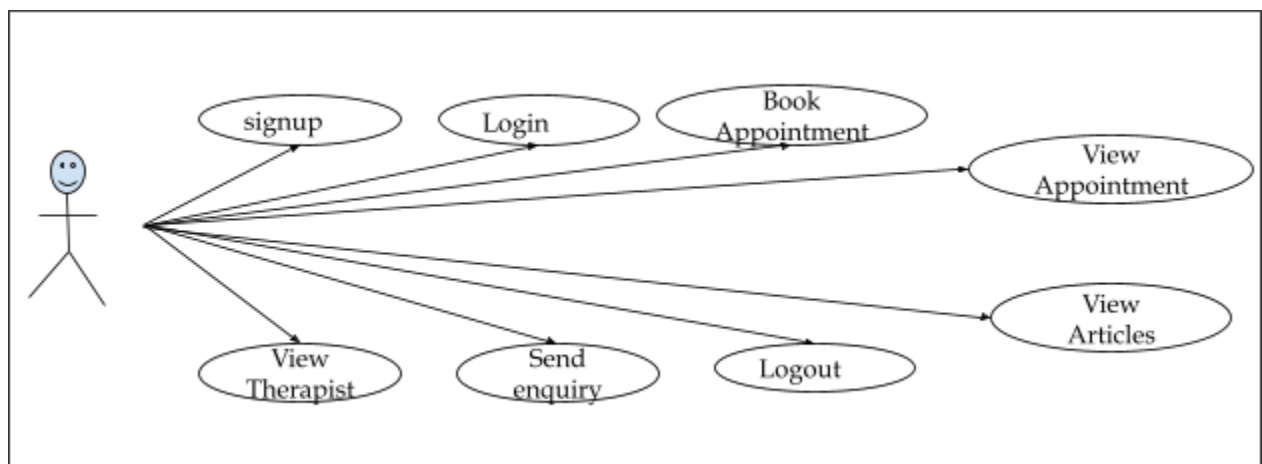 signup
Login
Book
Appointment
View
Appointment
View
Articles
View
Therapist
Send
enquiry
Logout